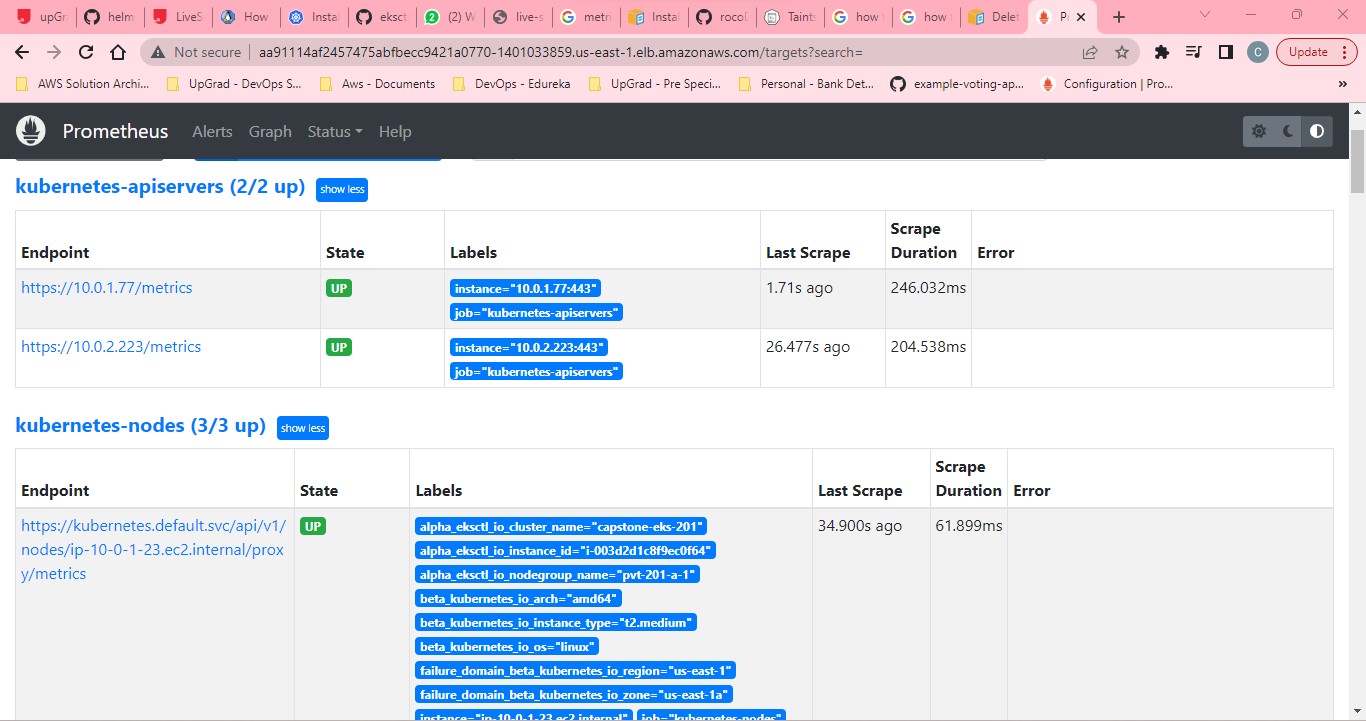 upGr
helm
LiveS
How
Instal
eksct
2 (2) W
live-s
metri
Instal
rocol
Taints
how t
how
Delet
P
Not secure aa91114af2457475abfbecc9421a0770-1401033859.us-east-1.elb.amazonaws.com/targets?search=
C
Update
AWS Solution Archi...
UpGrad - DevOps S...
Aws - Documents
DevOps - Edureka
UpGrad - Pre Speci...
Personal - Bank Det...
example-voting-ap...
Configuration | Pro...
»
Prometheus Alerts Graph Status Help
kubernetes-apiservers (2/2 up) show less
Endpoint State Labels Last Scrape Scrape Duration Error
https://10.0.1.77/metrics UP instance="10.0.1.77:443" 1.71s ago 246.032ms
job="kubernetes-apiservers"
https://10.0.2.223/metrics UP instance="10.0.2.223:443" 26.477s ago 204.538ms
job="kubernetes-apiservers"
kubernetes-nodes (3/3 up) show less
Endpoint State Labels Last Scrape Scrape Duration Error
https://kubernetes.default.svc/api/v1/ UP alpha_eksctl_io_cluster_name="capstone-eks-201" 34.900s ago 61.899ms
nodes/ip-10-0-1-23.ec2.internal/prox alpha_eksctl_io_instance_id="i-003d2d1c8f9ec0f64"
y/metrics alpha_eksctl_io_nodegroup_name="pvt-201-a-1"
beta_kubernetes_io_arch="amd64"
beta_kubernetes_io_instance_type="t2.medium"
beta_kubernetes_io_os="linux"
failure_domain_beta_kubernetes_io_region="us-east-1"
failure_domain_beta_kubernetes_io_zone="us-east-1a"
instance="ip-10-0-1-23.ec2.internal" job="kubernetes-nodes"